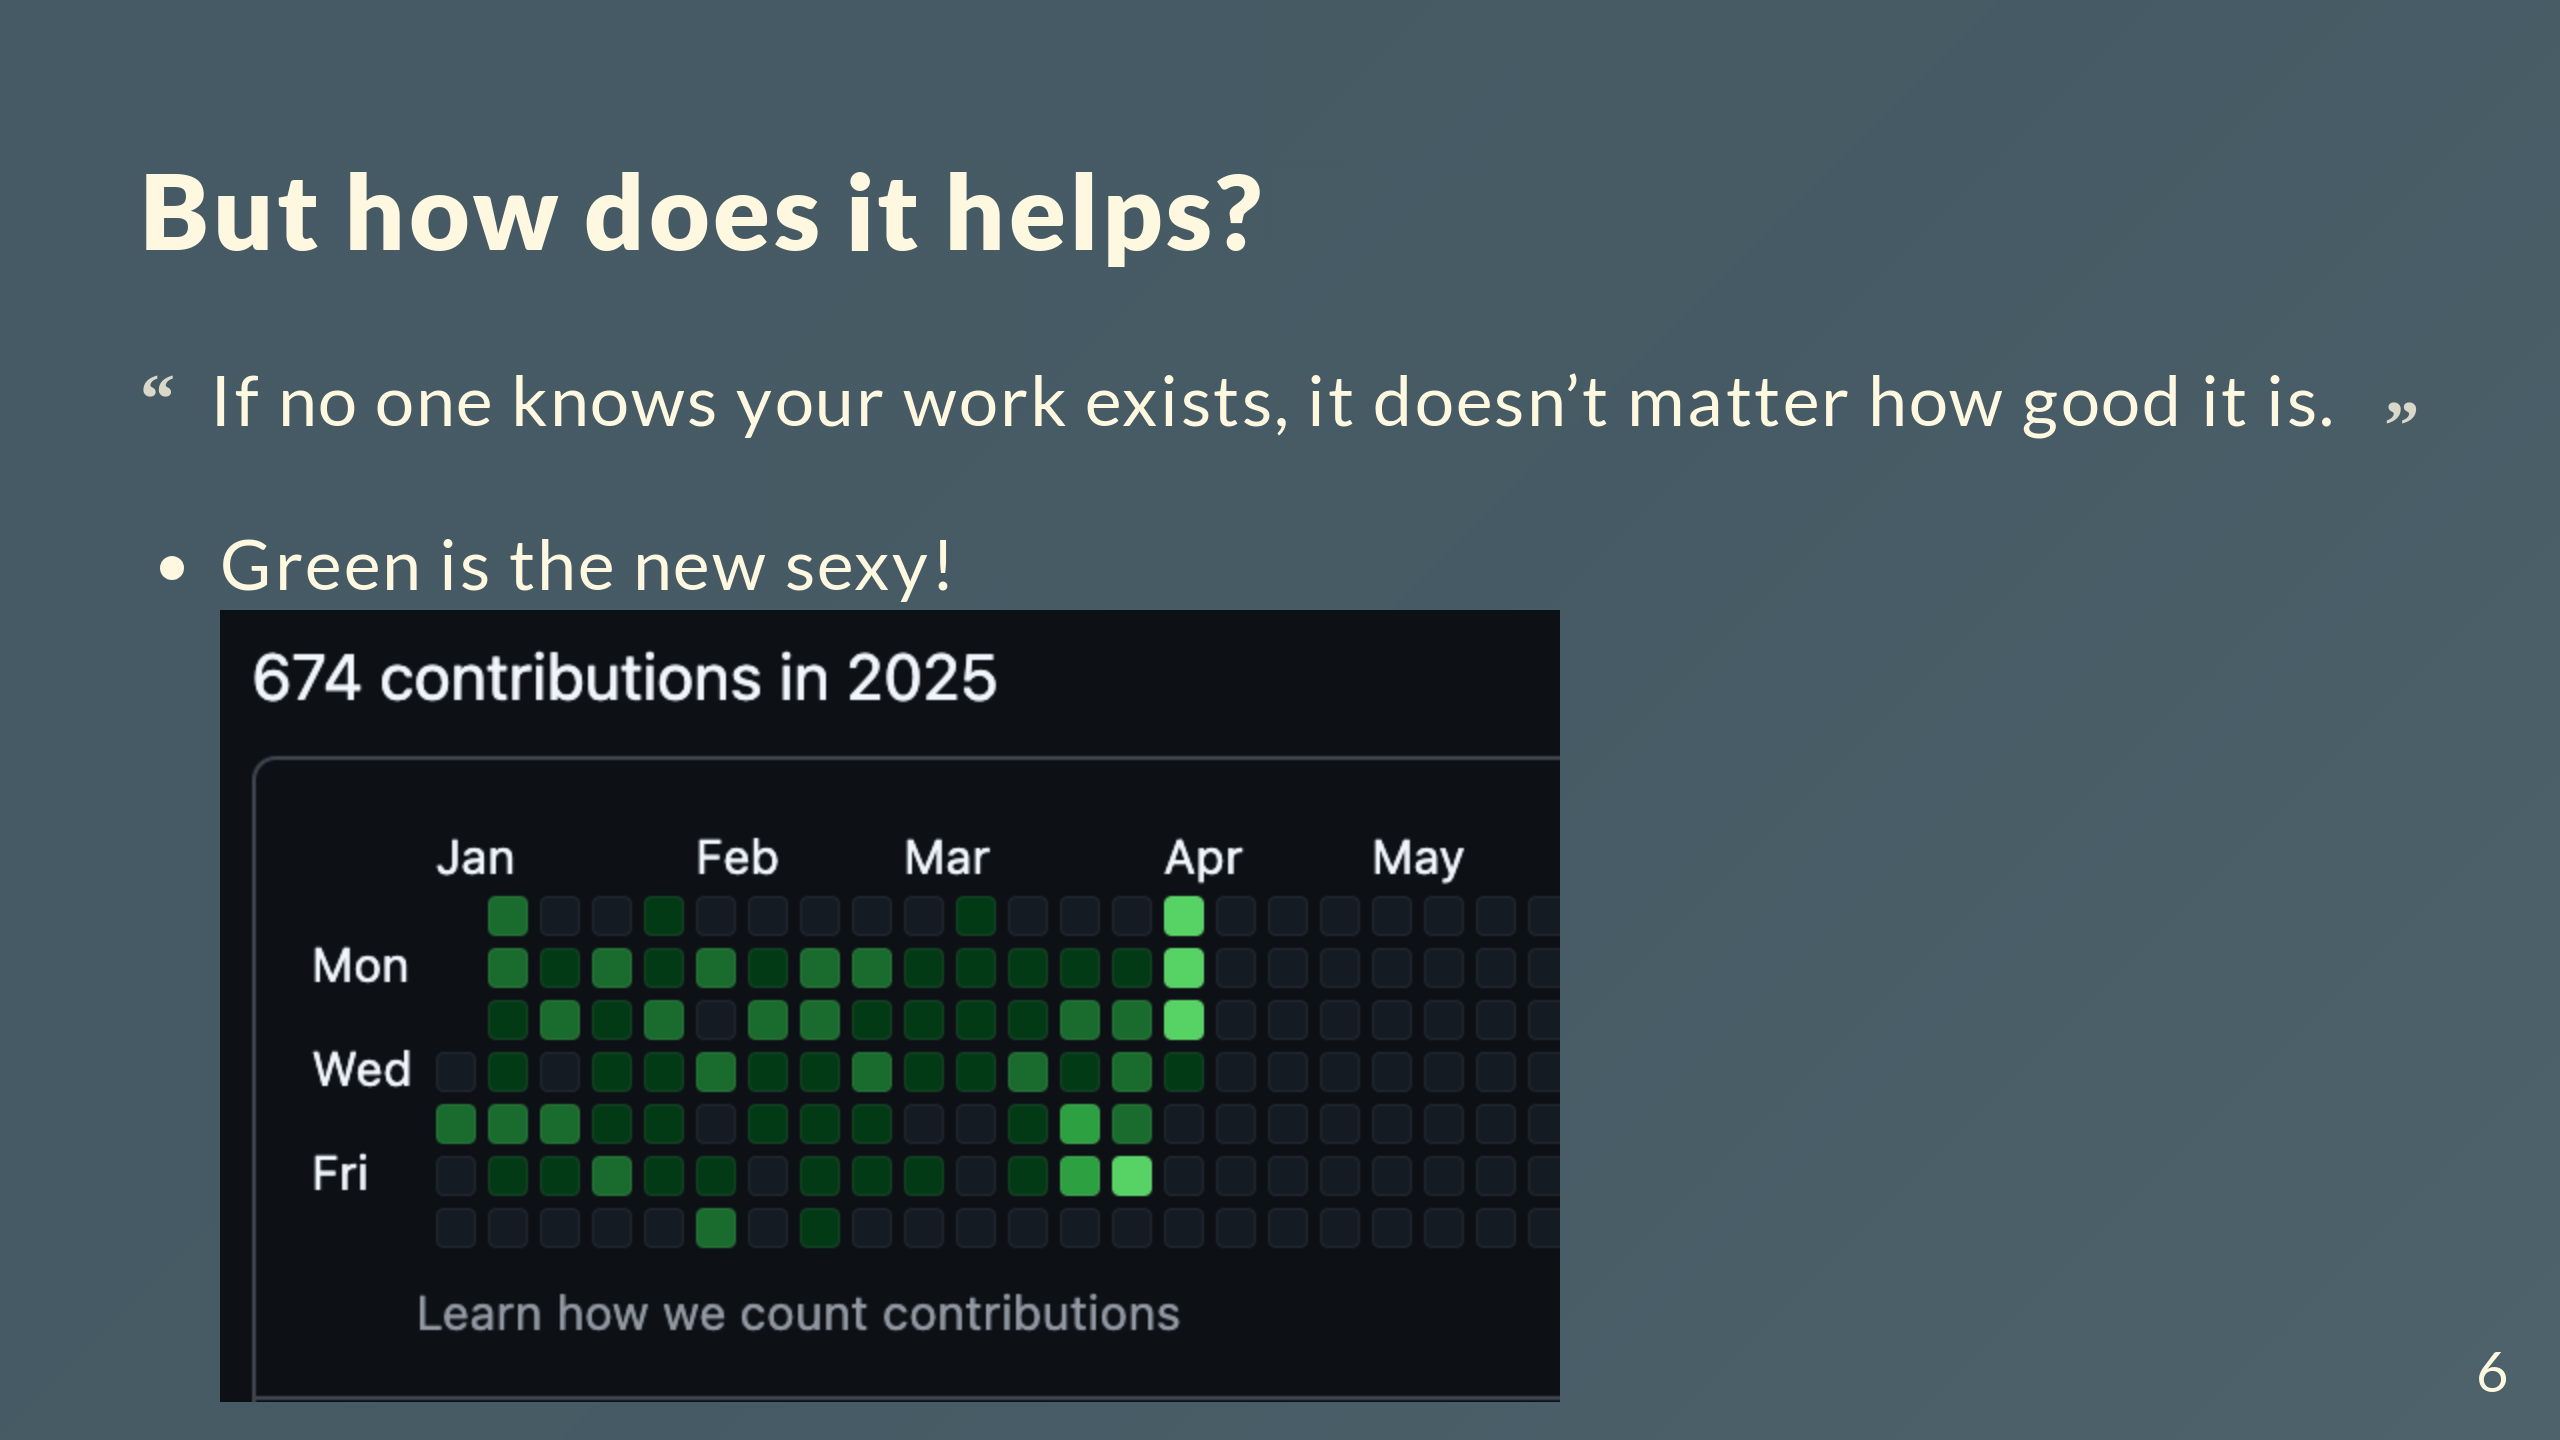 But how does it helps?
“ If no one knows your work exists, it doesn’t matter how good it is. ”
• Green is the new sexy!
674 contributions in 2025
Jan Feb Mar Apr May
Mon
Wed
Fri
Learn how we count contributions
6